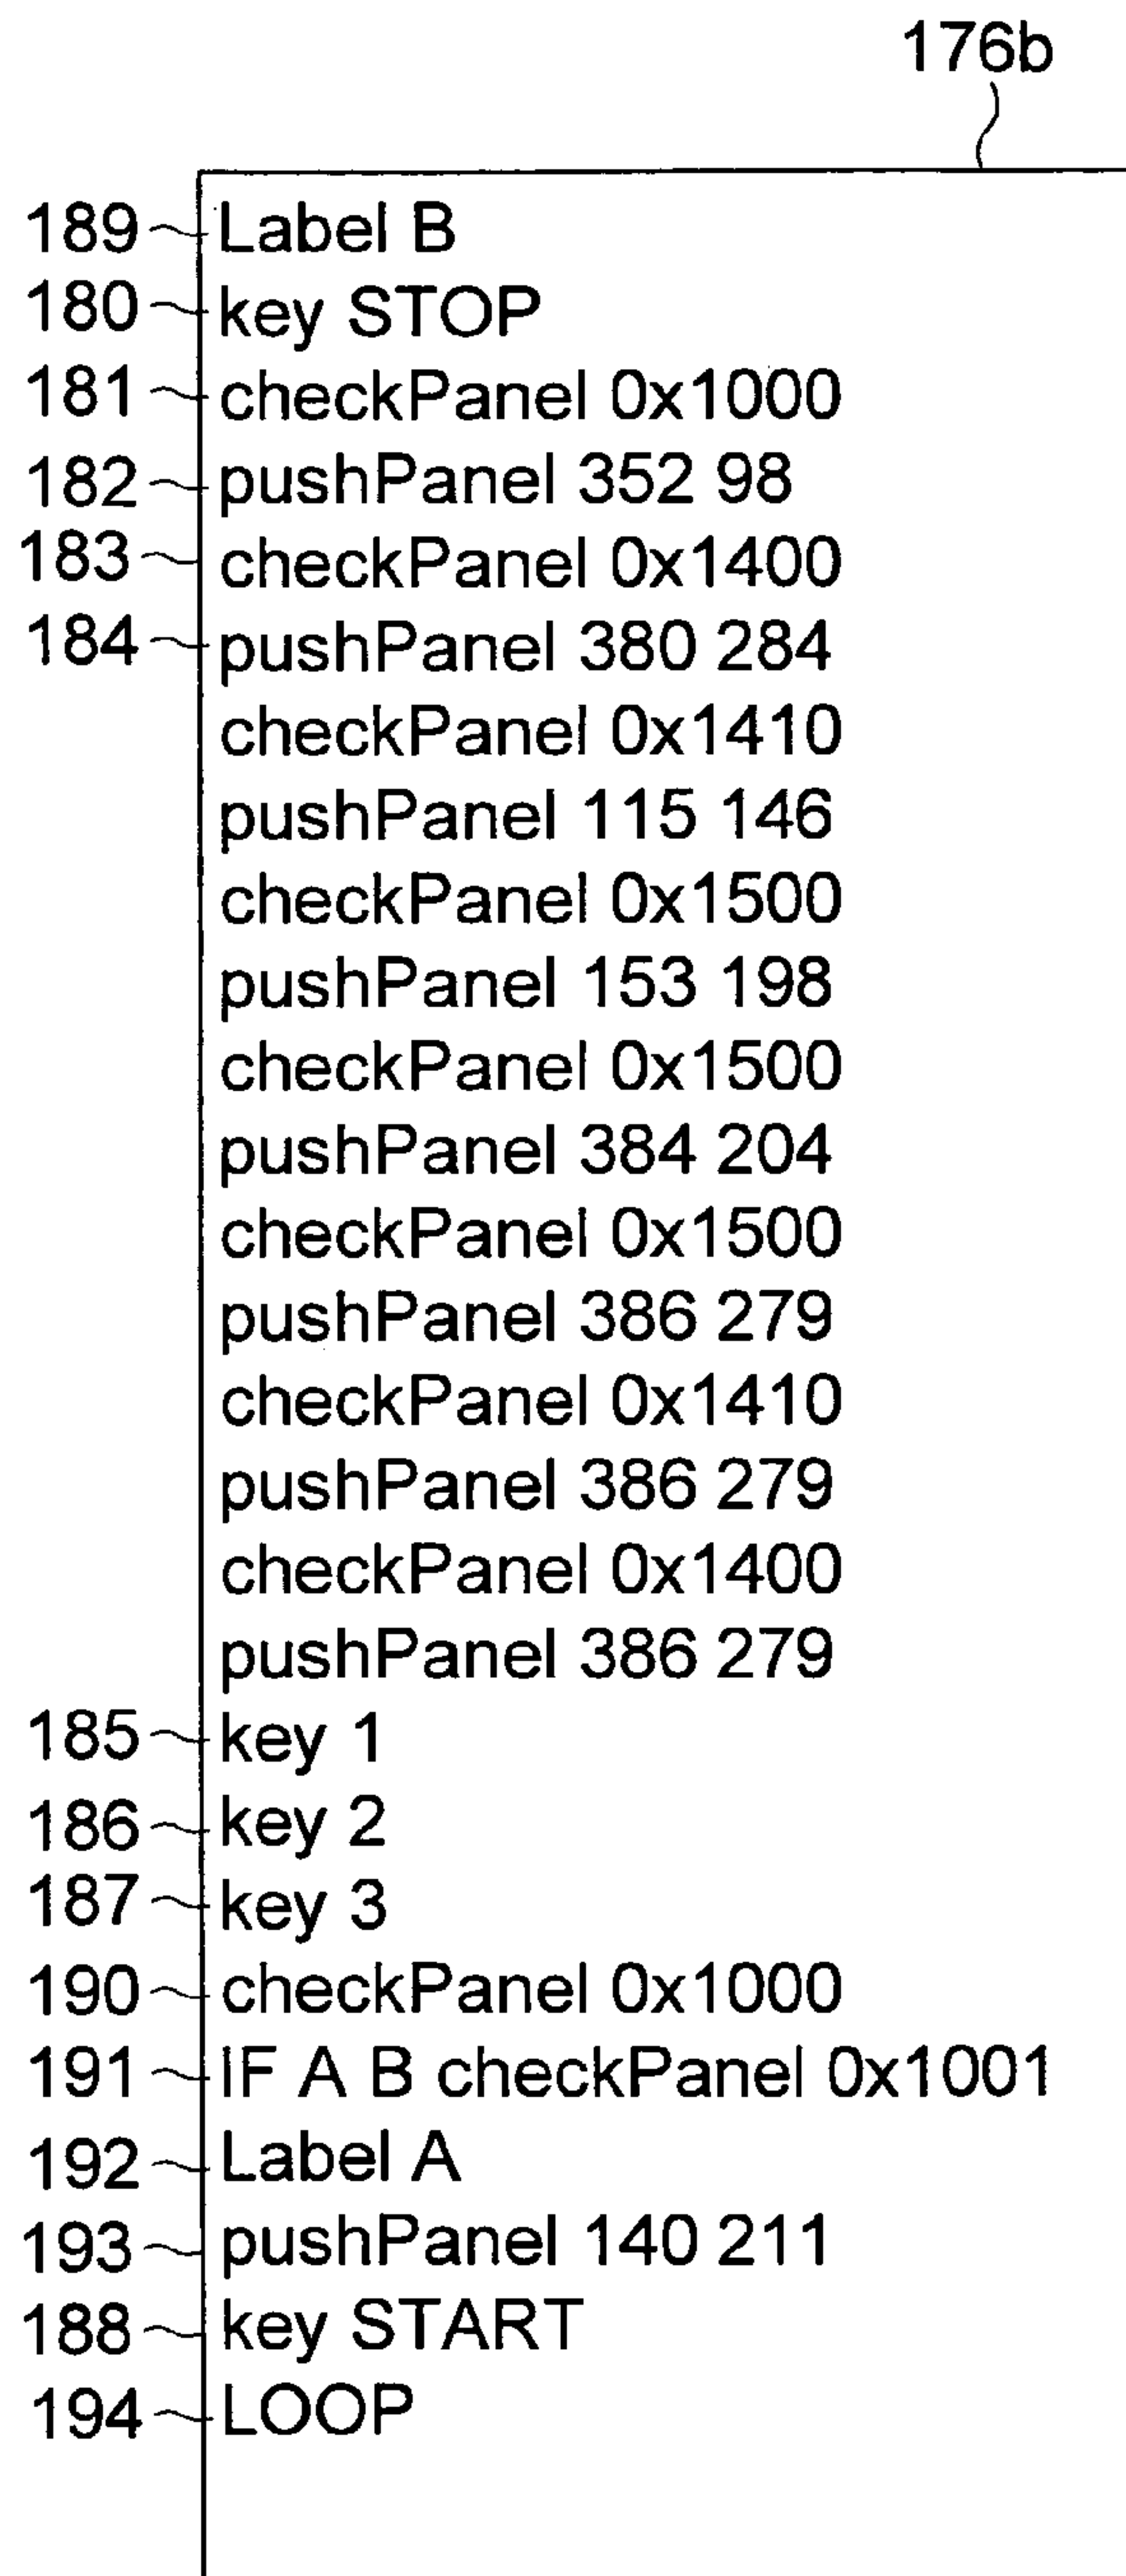 176b
189 Label B
180 key STOP
181 checkPanel 0x1000
182 pushPanel 352 98
183 checkPanel 0x1400
184 pushPanel 380 284
checkPanel 0x1410
pushPanel 115 146
checkPanel 0x1500
pushPanel 153 198
checkPanel 0x1500
pushPanel 384 204
checkPanel 0x1500
pushPanel 386 279
checkPanel 0x1410
pushPanel 386 279
checkPanel 0x1400
pushPanel 386 279
185 key 1
186 key 2
187 key 3
190 checkPanel 0x1000
191 IF A B checkPanel 0x1001
192 Label A
193 pushPanel 140 211
188 key START
194 LOOP